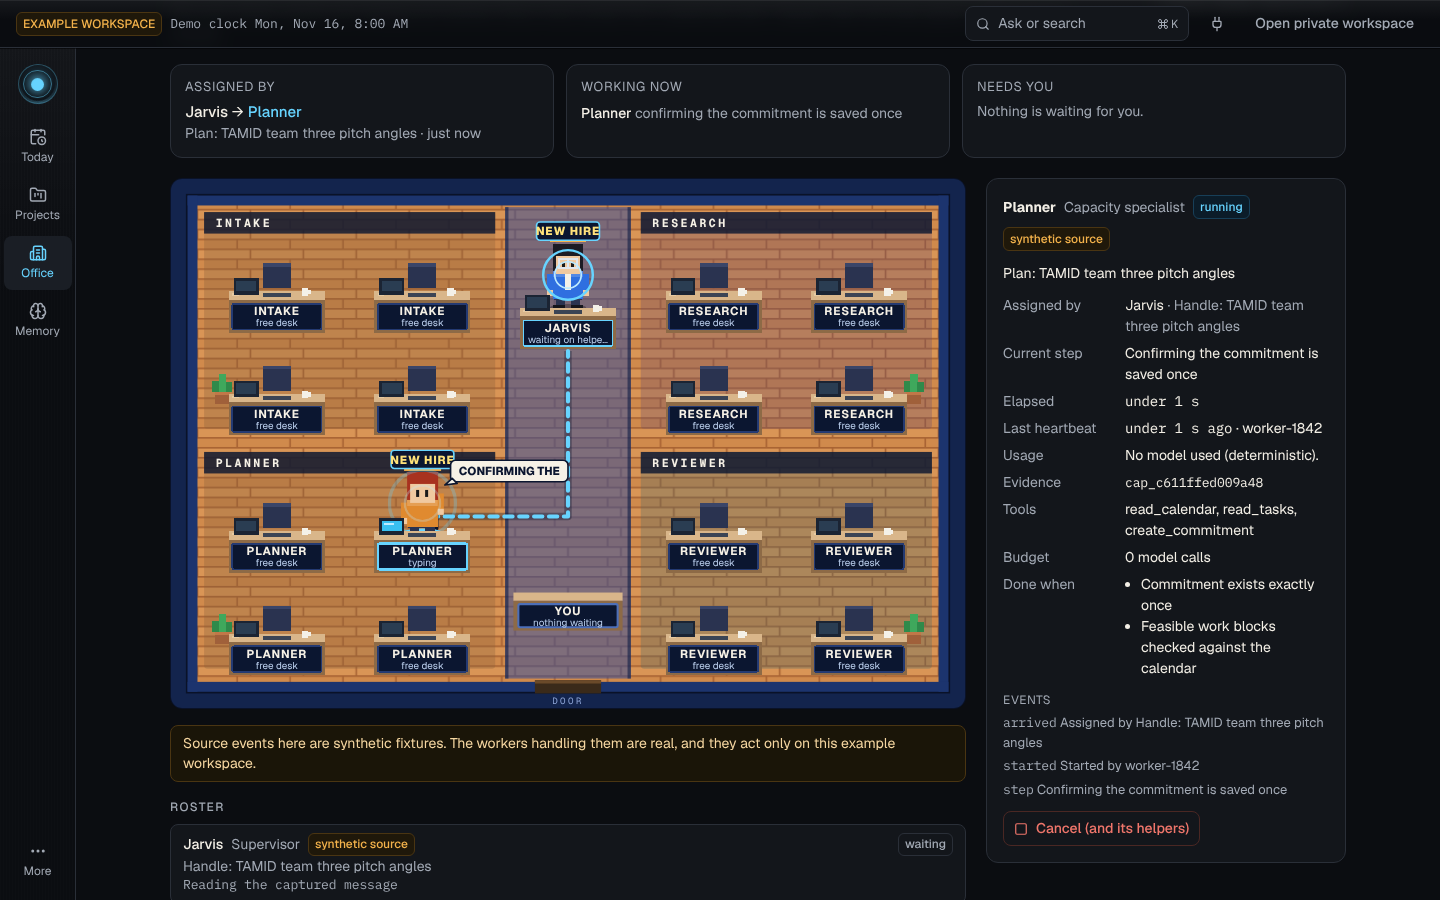 EXAMPLE WORKSPACE Demo clock Mon, Nov 16, 8:00 AM
Ask or search ⌘K
Open private workspace
Today
Projects
Office
Memory
More
ASSIGNED BY
Jarvis → Planner
Plan: TAMID team three pitch angles · just now
WORKING NOW
Planner confirming the commitment is saved once
NEEDS YOU
Nothing is waiting for you.
INTAKE
INTAKE
free desk
INTAKE
free desk
INTAKE
free desk
INTAKE
free desk
NEW HIRE
JARVIS
waiting on helpe...
RESEARCH
RESEARCH
free desk
RESEARCH
free desk
RESEARCH
free desk
RESEARCH
free desk
PLANNER
NEW HIRE
CONFIRMING THE
PLANNER
free desk
PLANNER
typing
PLANNER
free desk
PLANNER
free desk
YOU
nothing waiting
REVIEWER
REVIEWER
free desk
REVIEWER
free desk
REVIEWER
free desk
REVIEWER
free desk
DOOR
Source events here are synthetic fixtures. The workers handling them are real, and they act only on this example
workspace.
ROSTER
Jarvis Supervisor synthetic source waiting
Handle: TAMID team three pitch angles
Reading the captured message
Planner Capacity specialist running
synthetic source
Plan: TAMID team three pitch angles
Assigned by Jarvis · Handle: TAMID team
three pitch angles
Current step Confirming the commitment is
saved once
Elapsed under 1 s
Last heartbeat under 1 s ago · worker-1842
Usage No model used (deterministic).
Evidence cap_c611ffed009a48
Tools read_calendar, read_tasks,
create_commitment
Budget 0 model calls
Done when • Commitment exists exactly
once
• Feasible work blocks
checked against the
calendar
EVENTS
arrived Assigned by Handle: TAMID team three pitch
angles
started Started by worker-1842
step Confirming the commitment is saved once
Cancel (and its helpers)